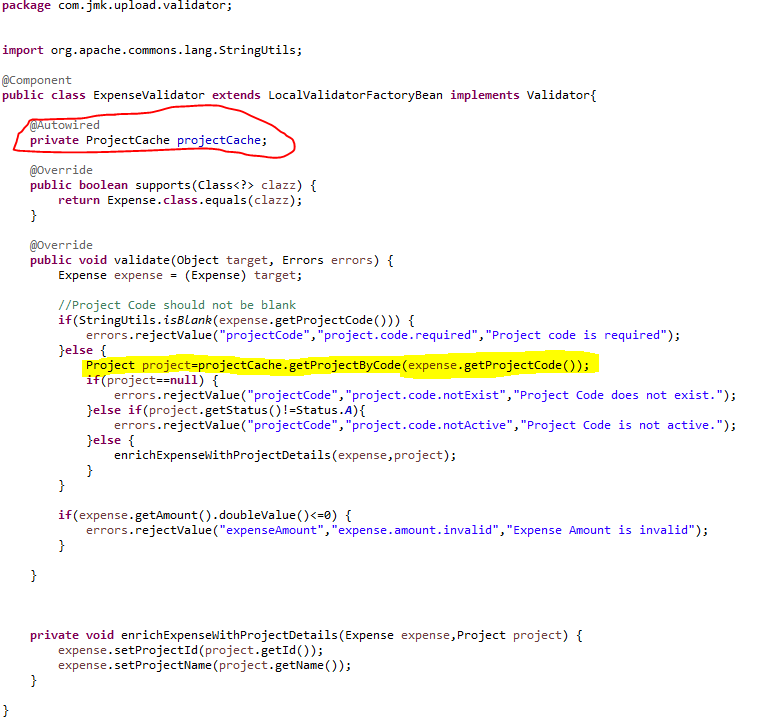 package com.jmk.upload.validator;
import org.apache.commons.lang.StringUtils;
@Component
public class ExpenseValidator extends LocalValidatorFactoryBean implements Validator{
@Autowired
private ProjectCache projectCache;
@Override
public boolean supports(Class<?> clazz) {
return Expense.class.equals(clazz);
}
@Override
public void validate(Object target, Errors errors) {
Expense expense = (Expense) target;
//Project Code should not be blank
if(StringUtils.isBlank(expense.getProjectCode())) {
errors.rejectValue("projectCode","project.code.required","Project code is required");
}else {
Project project=projectCache.getProjectByCode(expense.getProjectCode());
if(project==null) {
errors.rejectValue("projectCode","project.code.notExist","Project Code does not exist.");
}else if(project.getStatus()!=Status.A){
errors.rejectValue("projectCode","project.code.notActive","Project Code is not active.");
}else {
enrichExpenseWithProjectDetails(expense,project);
}
}
if(expense.getAmount().doubleValue()<=0) {
errors.rejectValue("expenseAmount","expense.amount.invalid","Expense Amount is invalid");
}
}
private void enrichExpenseWithProjectDetails(Expense expense,Project project) {
expense.setProjectId(project.getId());
expense.setProjectName(project.getName());
}
}